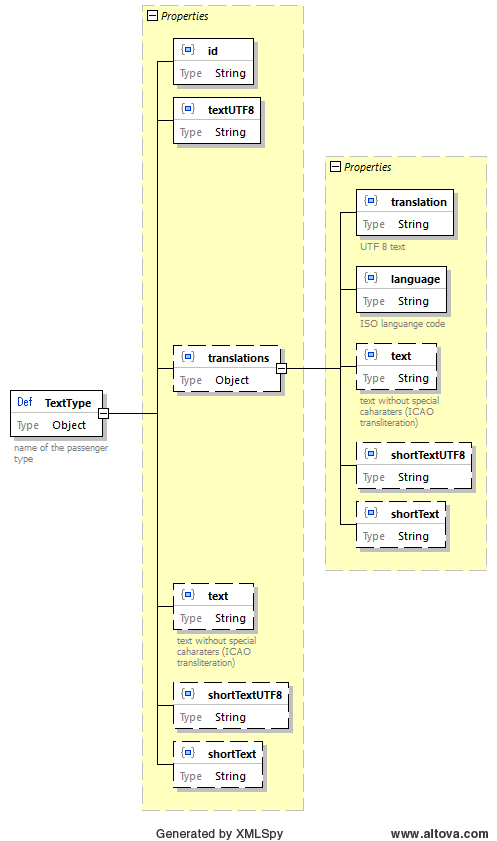 Properties
id
Type String
textUTF8
Type String
Properties
translation
Type String
UTF 8 text
language
Type String
ISO languange code
translations
Type Object
text
Type String
text without special
caharaters (ICAO
transliteration)
Def TextType
Type Object
name of the passenger
type
shortTextUTF8
Type String
shortText
Type String
text
Type String
text without special
caharaters (ICAO
transliteration)
shortTextUTF8
Type String
shortText
Type String
Generated by XMLSpy
www.altova.com